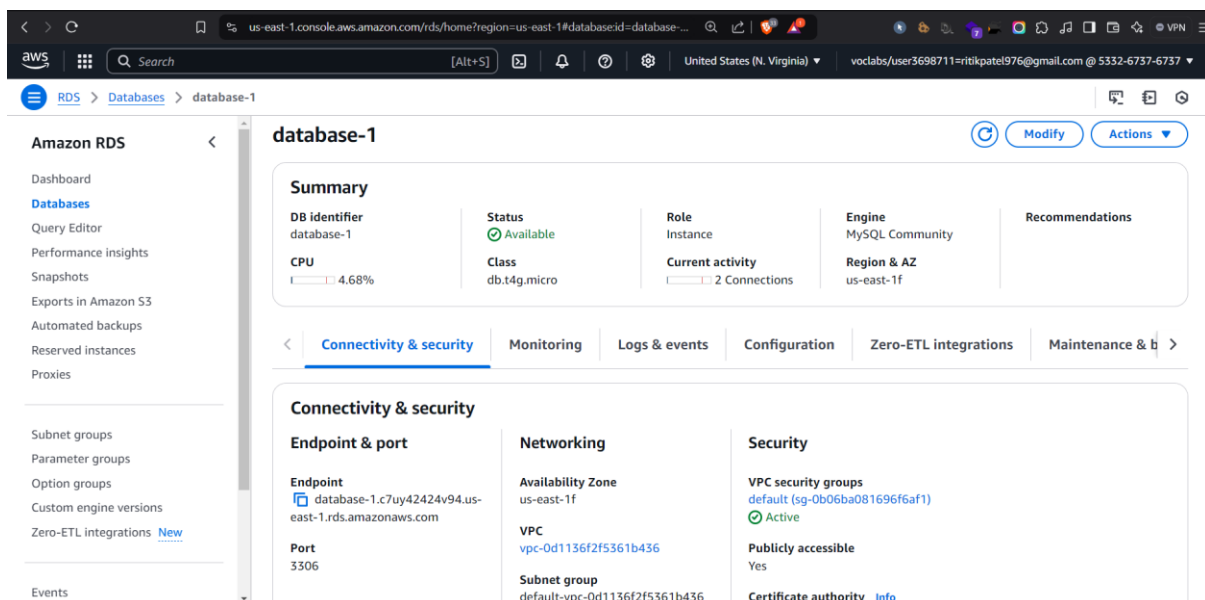 us-east-1.console.aws.amazon.com/rds/home?region=us-east-1#database:id=database-...
7
VPN
aws
Search
[Alt+S]
United States (N. Virginia)
voclabs/user3698711=ritikpatel976@gmail.com @ 5332-6737-6737
RDS > Databases > database-1
Amazon RDS
Dashboard
Databases
Query Editor
Performance insights
Snapshots
Exports in Amazon S3
Automated backups
Reserved instances
Proxies
Subnet groups
Parameter groups
Option groups
Custom engine versions
Zero-ETL integrations New
Events
database-1
Modify
Actions
Summary
DB identifier
database-1
Status
Available
Role
Instance
Engine
MySQL Community
Recommendations
CPU
4.68%
Class
db.t4g.micro
Current activity
2 Connections
Region & AZ
us-east-1f
Connectivity & security
Monitoring
Logs & events
Configuration
Zero-ETL integrations
Maintenance & b
Connectivity & security
Endpoint & port
Endpoint
database-1.c7uy42424v94.us-
east-1.rds.amazonaws.com
Port
3306
Networking
Availability Zone
us-east-1f
VPC
vpc-0d1136f2f5361b436
Subnet group
default-vpc-0d1136f2f5361b436
Security
VPC security groups
default (sg-0b06ba081696f6af1)
Active
Publicly accessible
Yes
Certificate authority Info